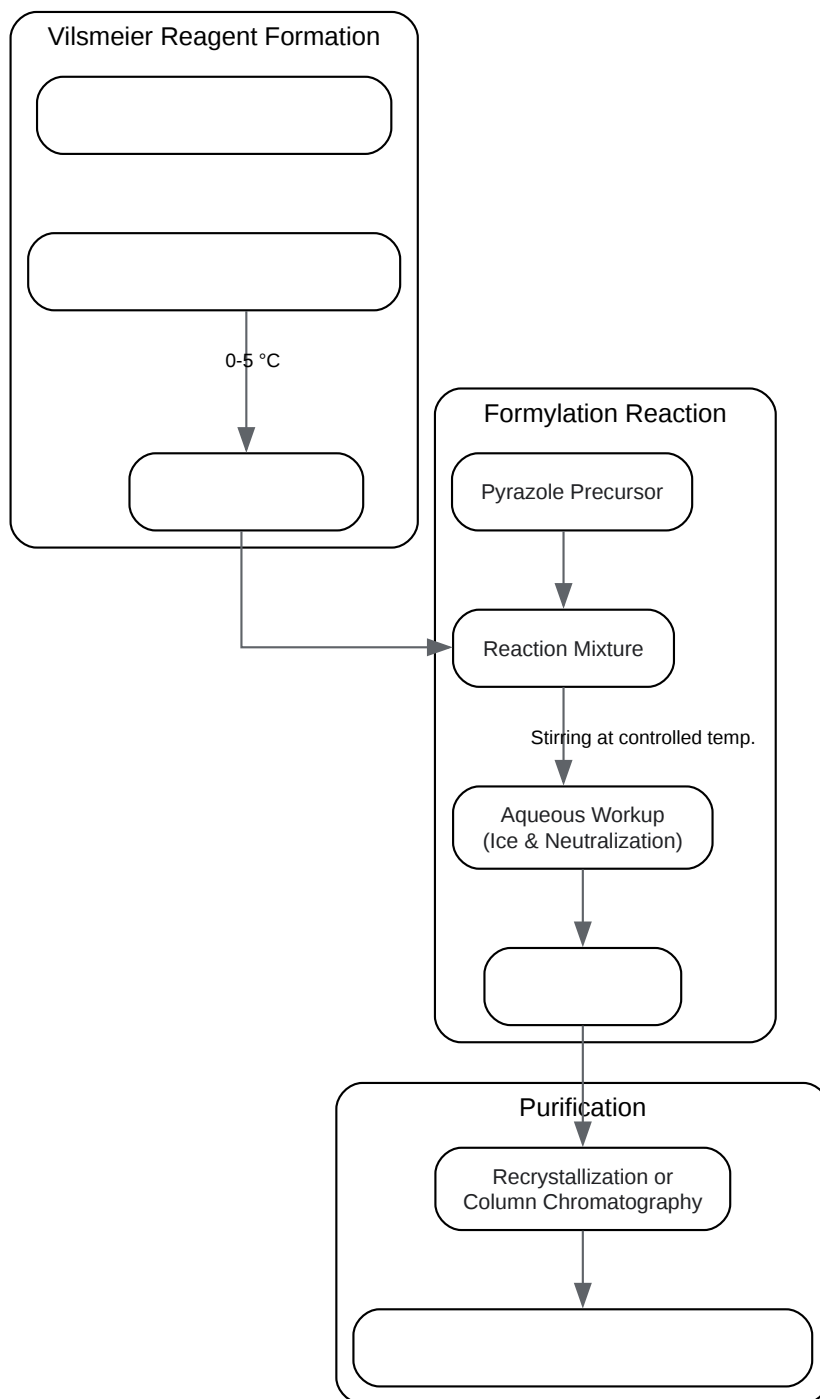 Vilsmeier Reagent Formation
0-5 °C
Formylation Reaction
Pyrazole Precursor
Reaction Mixture
Stirring at controlled temp.
Aqueous Workup
(Ice & Neutralization)
Purification
Recrystallization or
Column Chromatography